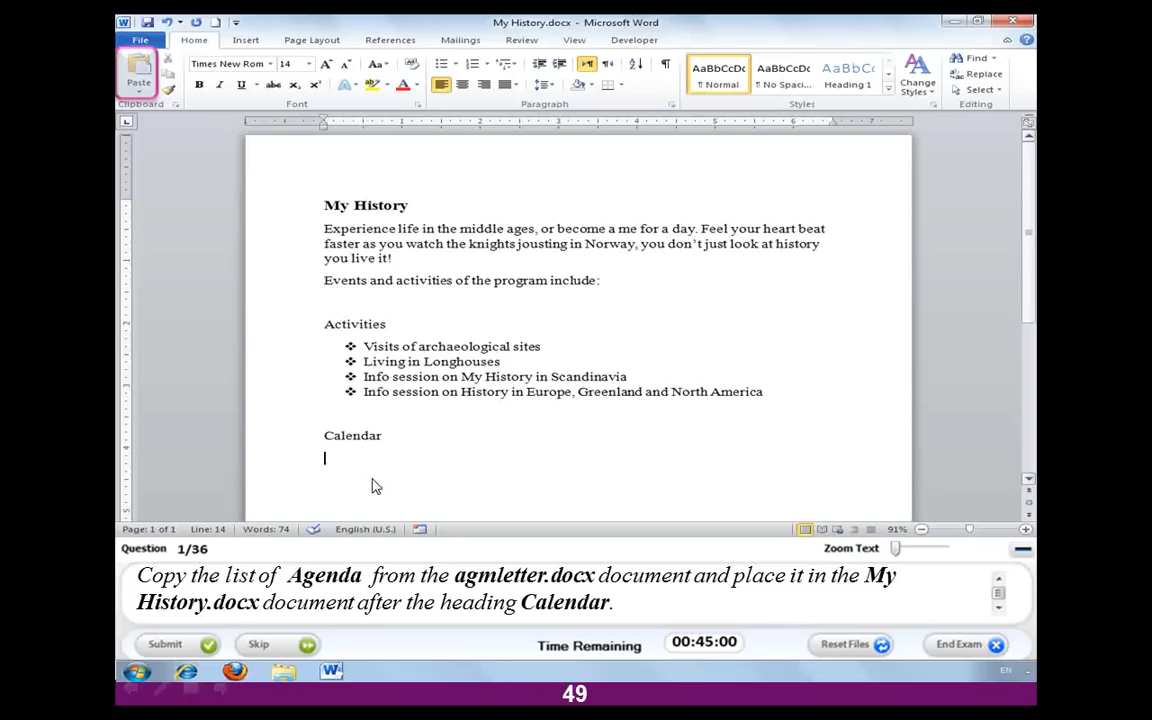 My History.docx - Microsoft Word
File Home Insert Page Layout References Mailings Review View Developer
Times New Rom 14
Paste
Clipboard Font Paragraph Styles Editing
AaBbCcDc AaBbCcDc AaBbC
¶ Normal ¶ No Spaci... Heading 1
Change Styles
Find
Replace
Select
My History
Experience life in the middle ages, or become a me for a day. Feel your heart beat
faster as you watch the knights jousting in Norway, you don't just look at history
you live it!
Events and activities of the program include:
Activities
❖ Visits of archaeological sites
❖ Living in Longhouses
❖ Info session on My History in Scandinavia
❖ Info session on History in Europe, Greenland and North America
Calendar
Page: 1 of 1 Line: 14 Words: 74 English (U.S.) 91%
Question 1/36 Zoom Text
Copy the list of Agenda from the agmletter.docx document and place it in the My
History.docx document after the heading Calendar.
Submit Skip Time Remaining 00:45:00 Reset Files End Exam
EN
49